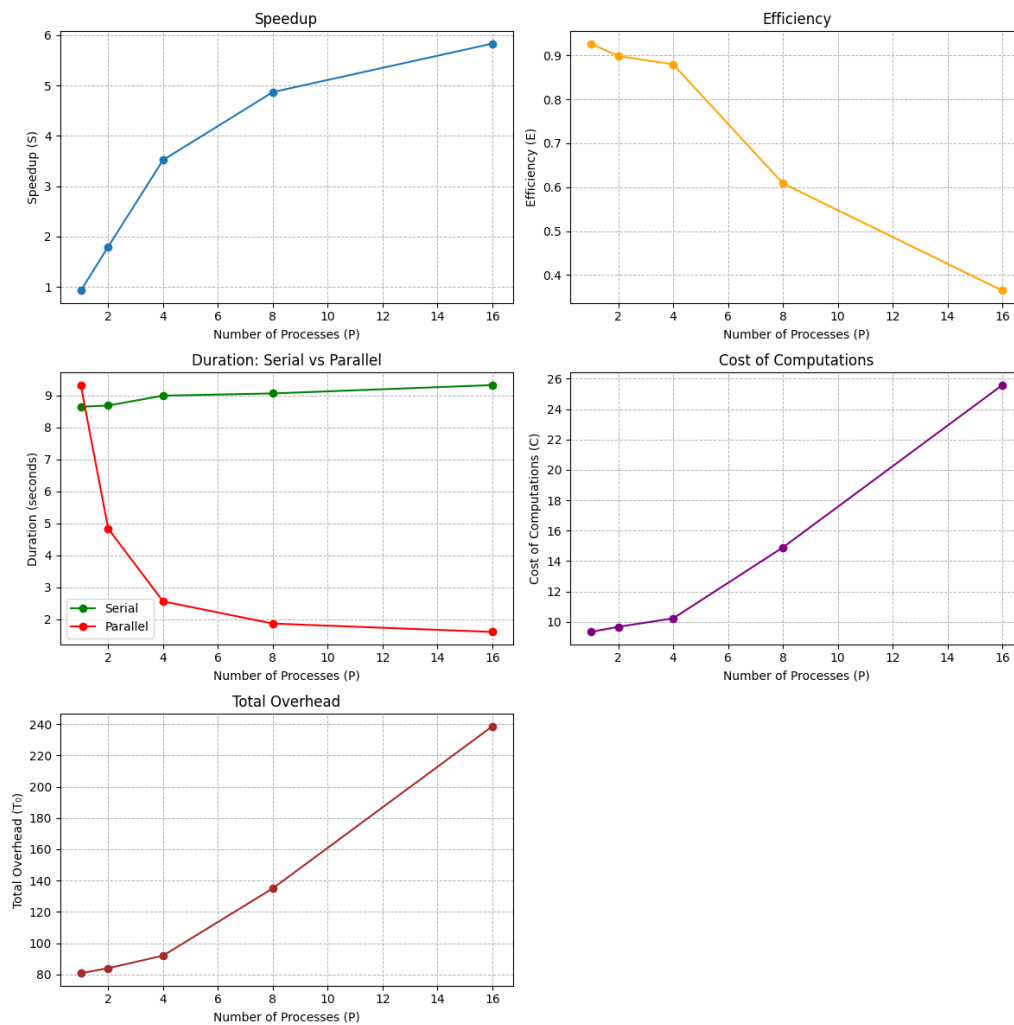 Speedup
6
5
4
3
2
1
Speedup (S)
2 4 6 8 10 12 14 16
Number of Processes (P)
Efficiency
0.9
0.8
0.7
0.6
0.5
0.4
Efficiency (E)
2 4 6 8 10 12 14 16
Number of Processes (P)
Duration: Serial vs Parallel
9
8
7
6
5
4
3
2
Duration (seconds)
Serial
Parallel
2 4 6 8 10 12 14 16
Number of Processes (P)
Cost of Computations
26
24
22
20
18
16
14
12
10
Cost of Computations (C)
2 4 6 8 10 12 14 16
Number of Processes (P)
Total Overhead
240
220
200
180
160
140
120
100
80
Total Overhead (T₀)
2 4 6 8 10 12 14 16
Number of Processes (P)